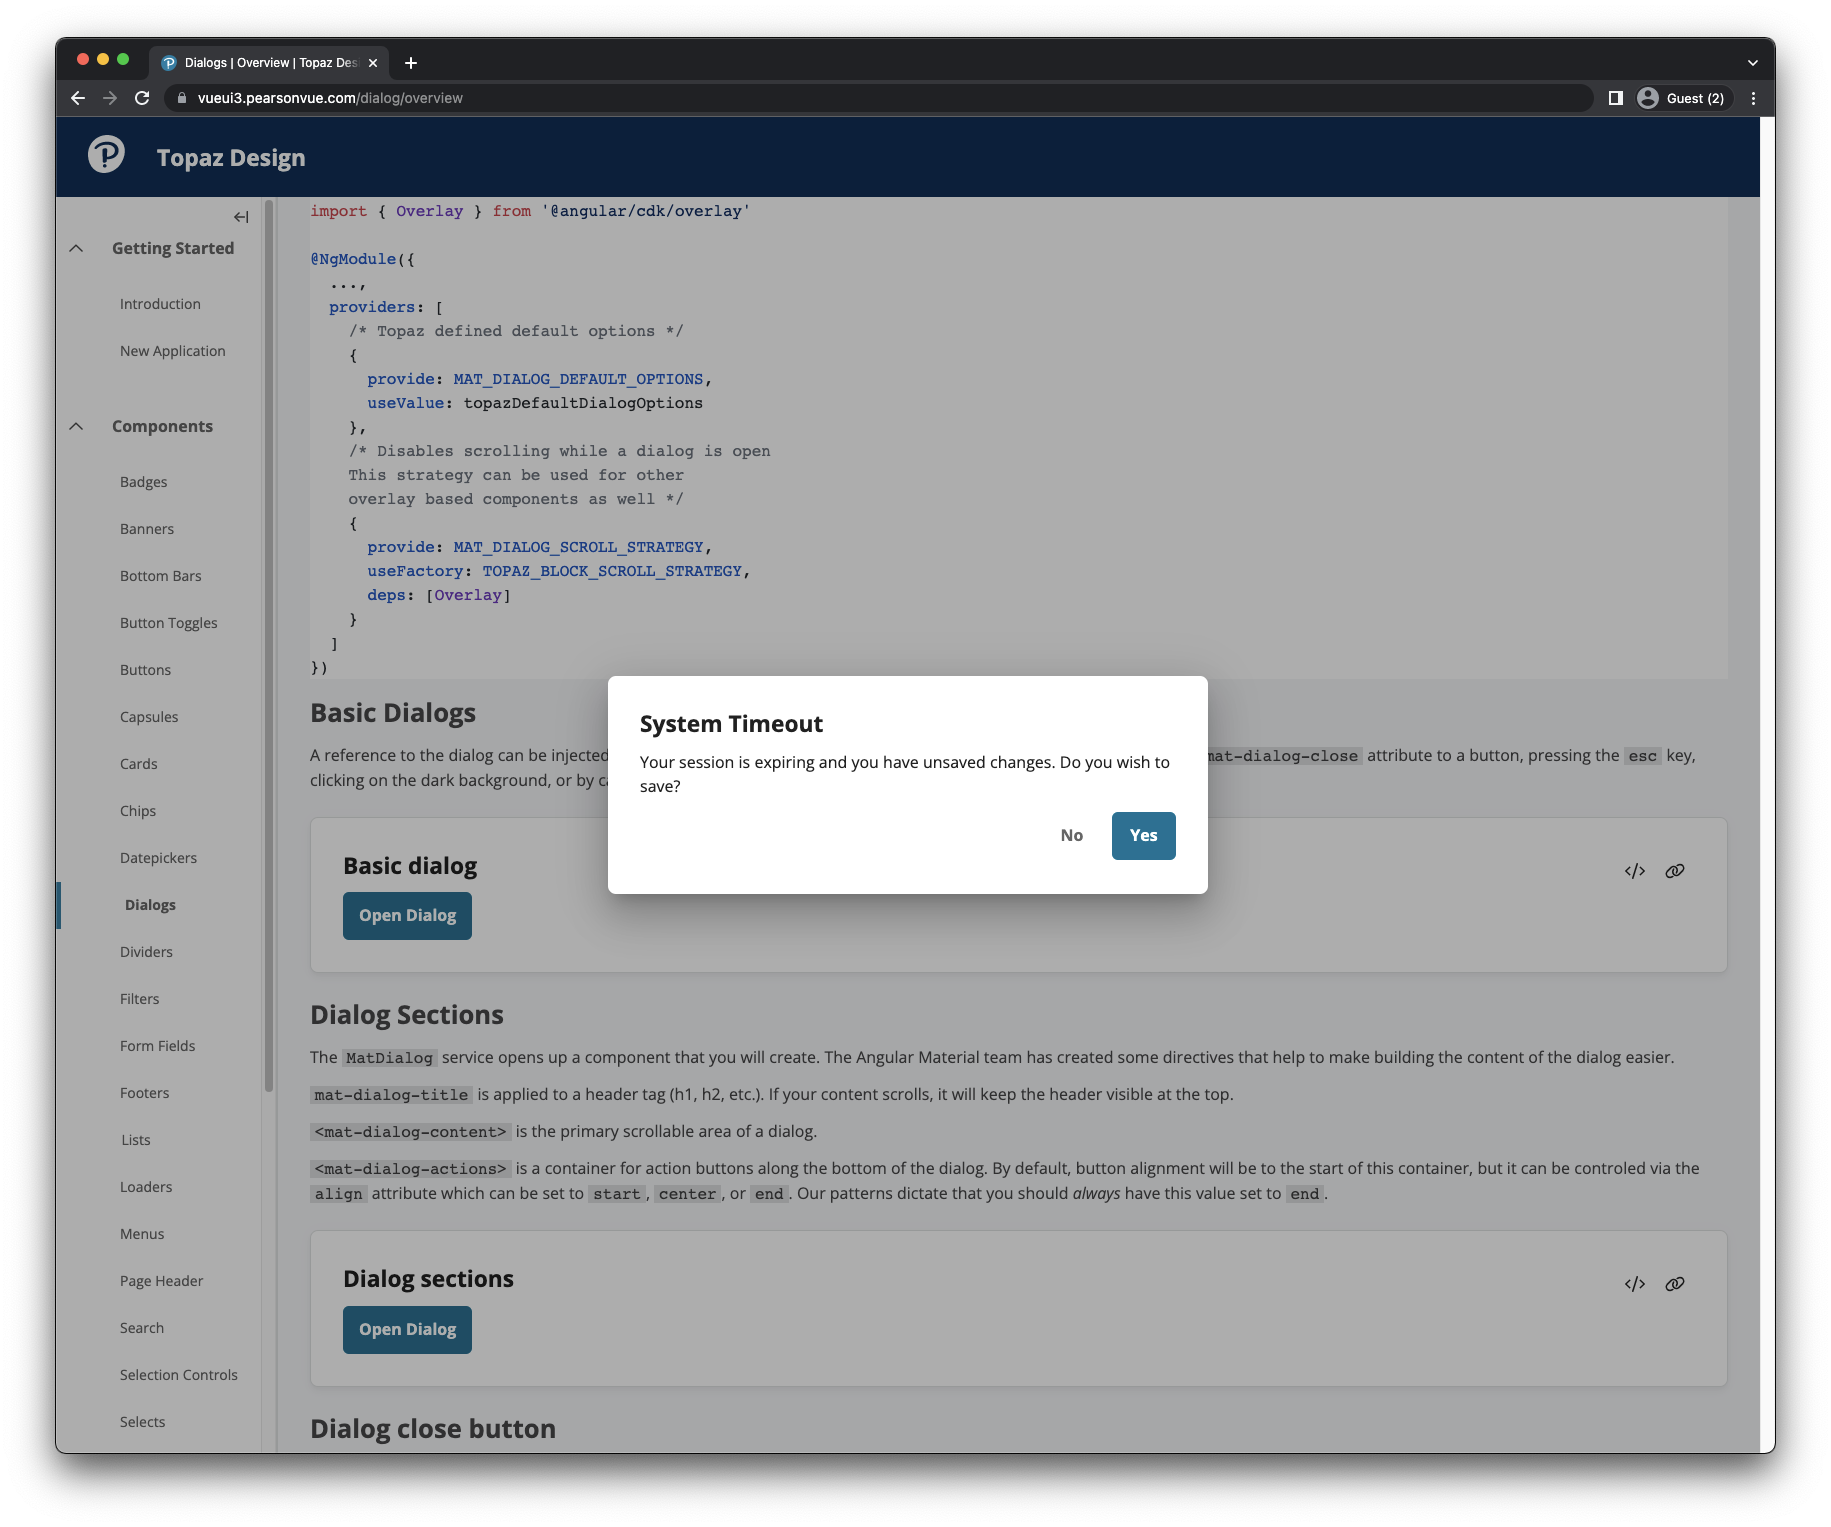 Dialogs | Overview | Topaz Des
vueui3.pearsonvue.com/dialog/overview
Guest (2)
Topaz Design
Getting Started
Introduction
New Application
Components
Badges
Banners
Bottom Bars
Button Toggles
Buttons
Capsules
Cards
Chips
Datepickers
Dialogs
Dividers
Filters
Form Fields
Footers
Lists
Loaders
Menus
Page Header
Search
Selection Controls
Selects
import { Overlay } from '@angular/cdk/overlay'
@NgModule({
...,
providers: [
/* Topaz defined default options */
{
provide: MAT_DIALOG_DEFAULT_OPTIONS,
useValue: topazDefaultDialogOptions
},
/* Disables scrolling while a dialog is open
This strategy can be used for other
overlay based components as well */
{
provide: MAT_DIALOG_SCROLL_STRATEGY,
useFactory: TOPAZ_BLOCK_SCROLL_STRATEGY,
deps: [Overlay]
}
]
})
Basic Dialogs
A reference to the dialog can be injected mat-dialog-close attribute to a button, pressing the esc key,
clicking on the dark background, or by
System Timeout
Your session is expiring and you have unsaved changes. Do you wish to
save?
No Yes
Basic dialog
Open Dialog
Dialog Sections
The MatDialog service opens up a component that you will create. The Angular Material team has created some directives that help to make building the content of the dialog easier.
mat-dialog-title is applied to a header tag (h1, h2, etc.). If your content scrolls, it will keep the header visible at the top.
<mat-dialog-content> is the primary scrollable area of a dialog.
<mat-dialog-actions> is a container for action buttons along the bottom of the dialog. By default, button alignment will be to the start of this container, but it can be controled via the
align attribute which can be set to start, center, or end. Our patterns dictate that you should always have this value set to end.
Dialog sections
Open Dialog
Dialog close button